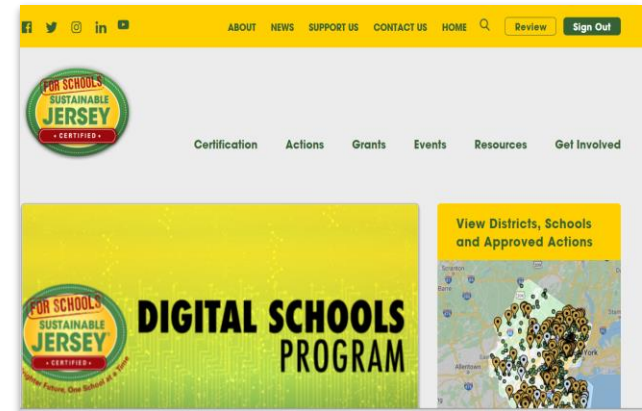 ABOUT NEWS SUPPORT US CONTACT US HOME Review Sign Out
FOR SCHOOLS
SUSTAINABLE
JERSEY
• CERTIFIED •
Certification Actions Grants Events Resources Get Involved
View Districts, Schools
and Approved Actions
FOR SCHOOLS
SUSTAINABLE
JERSEY
• CERTIFIED •
DIGITAL SCHOOLS
PROGRAM
Scranton
Allentown
York